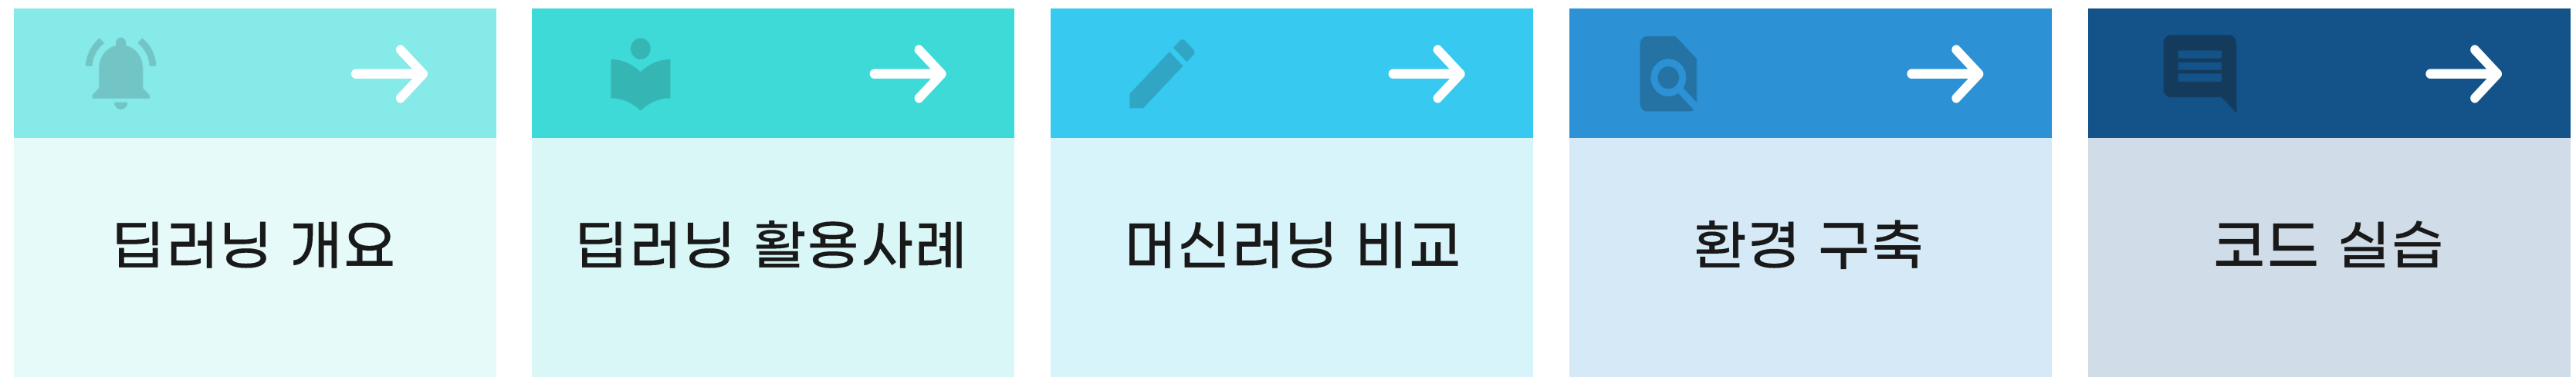 딥러닝 개요
딥러닝 활용사례
머신러닝 비교
환경 구축
코드 실습